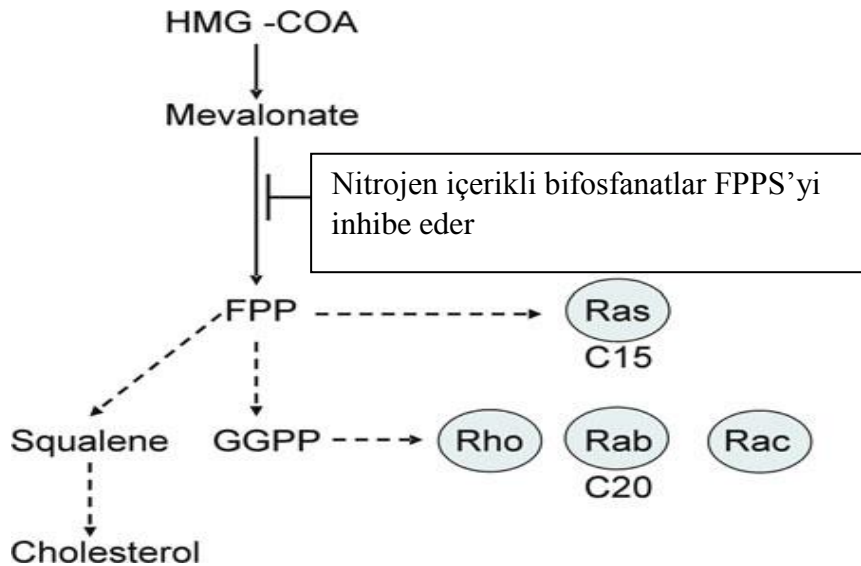 HMG -COA
Mevalonate
Nitrojen içerikli bifosfanatlar FPPS’yi
inhibe eder
FPP
Ras
C15
Squalene
GGPP
Rho
Rab
Rac
C20
Cholesterol